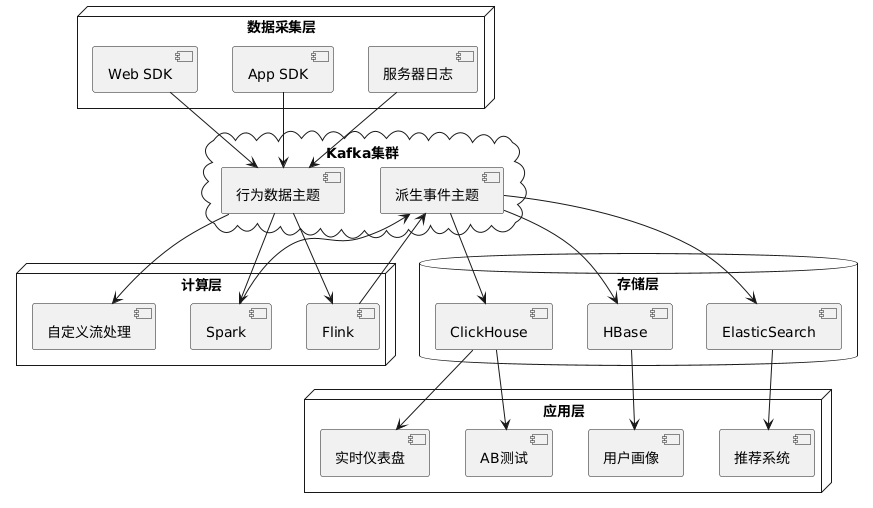 数据采集层
Web SDK
App SDK
服务器日志
Kafka集群
行为数据主题
派生事件主题
计算层
自定义流处理
Spark
Flink
存储层
ClickHouse
HBase
ElasticSearch
应用层
实时仪表盘
AB测试
用户画像
推荐系统